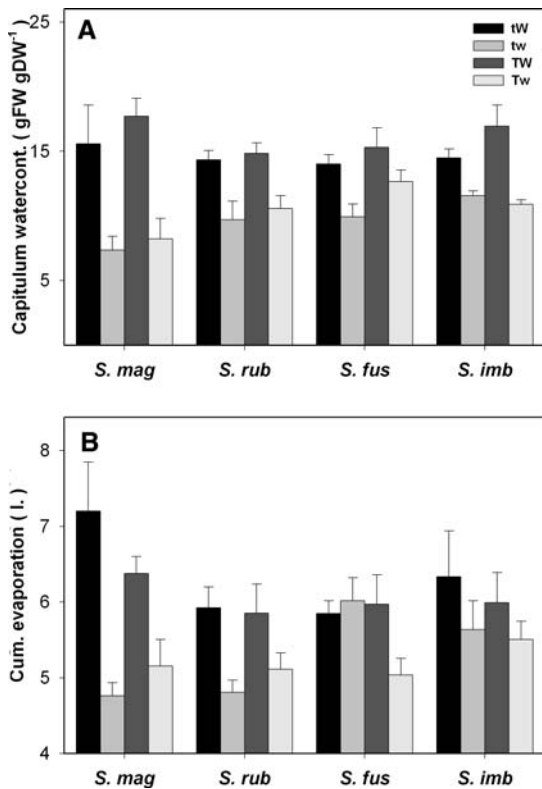 A
tW
tw
TW
Tw
25
15
5
Capitulum watercont. ( gFW gDW⁻¹ )
S. mag S. rub S. fus S. imb
B
8
7
6
5
4
Cum. evaporation ( l. )
S. mag S. rub S. fus S. imb